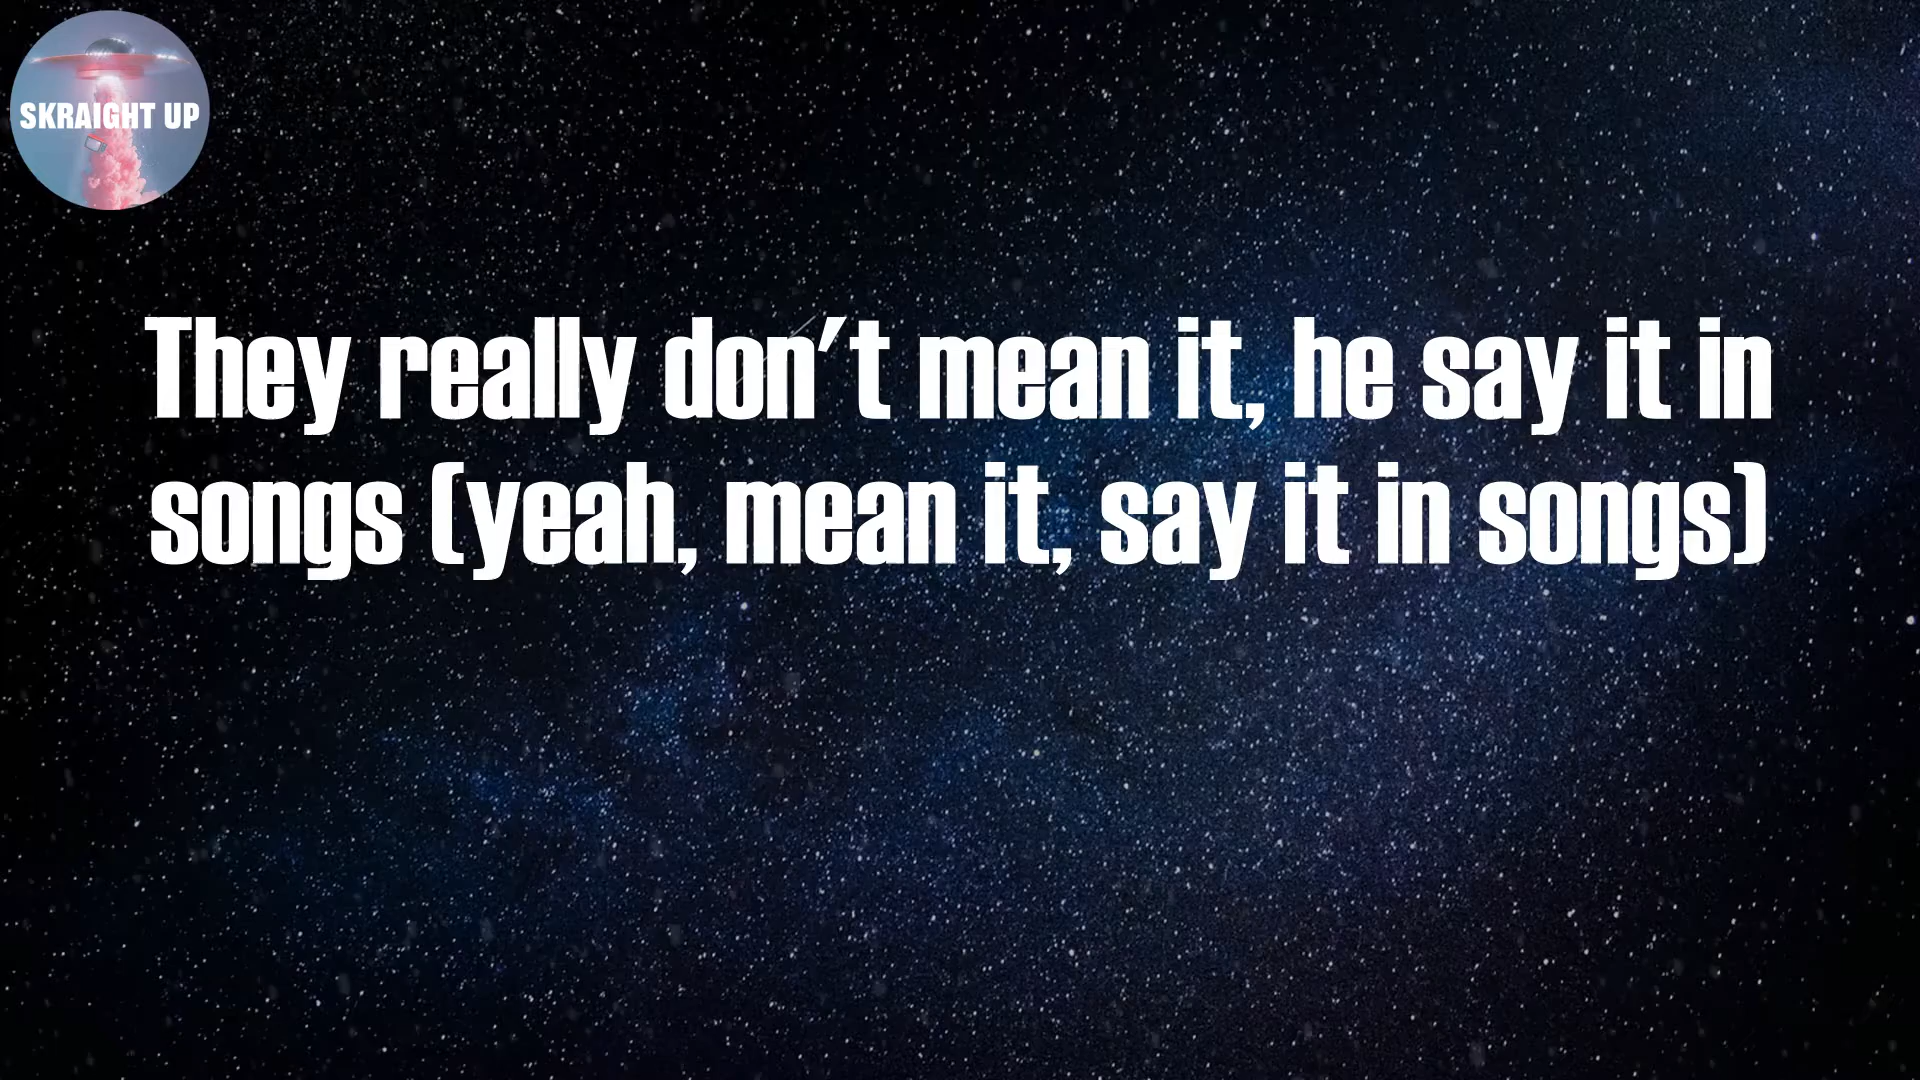 SKRAIGHT UP
They really don't mean it, he say it in
songs (yeah, mean it, say it in songs)